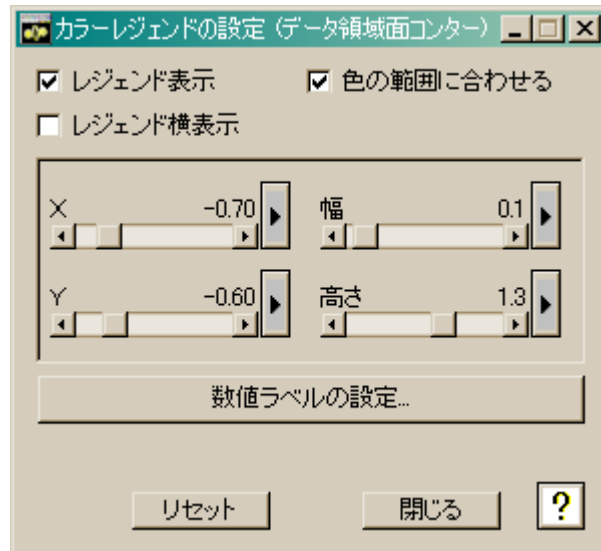 カラーレジェンドの設定 (データ領域面コンター)
レジェンド表示 色の範囲に合わせる
レジェンド横表示
X -0.70 幅 0.1
Y -0.60 高さ 1.3
数値ラベルの設定...
リセット 閉じる ?